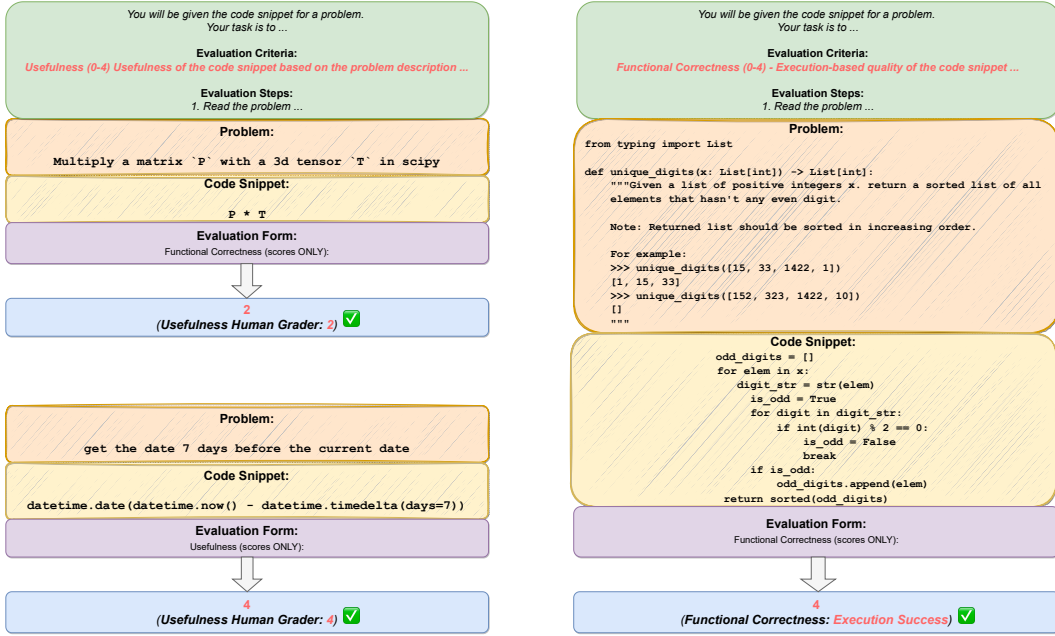 You will be given the code snippet for a problem.
Your task is to ...
Evaluation Criteria:
Usefulness (0-4) Usefulness of the code snippet based on the problem description ...
Evaluation Steps:
1. Read the problem ...
Problem:
Multiply a matrix `P` with a 3d tensor `T` in scipy
Code Snippet:
P * T
Evaluation Form:
Functional Correctness (scores ONLY):
2
(Usefulness Human Grader: 2)
Problem:
get the date 7 days before the current date
Code Snippet:
datetime.date(datetime.now() - datetime.timedelta(days=7))
Evaluation Form:
Usefulness (scores ONLY):
4
(Usefulness Human Grader: 4)
You will be given the code snippet for a problem.
Your task is to ...
Evaluation Criteria:
Functional Correctness (0-4) - Execution-based quality of the code snippet ...
Evaluation Steps:
1. Read the problem ...
Problem:
from typing import List
def unique_digits(x: List[int]) -> List[int]:
"""Given a list of positive integers x. return a sorted list of all
elements that hasn't any even digit.
Note: Returned list should be sorted in increasing order.
For example:
>>> unique_digits([15, 33, 1422, 1])
[1, 15, 33]
>>> unique_digits([152, 323, 1422, 10])
[]
"""
Code Snippet:
odd_digits = []
for elem in x:
digit_str = str(elem)
is_odd = True
for digit in digit_str:
if int(digit) % 2 == 0:
is_odd = False
break
if is_odd:
odd_digits.append(elem)
return sorted(odd_digits)
Evaluation Form:
Functional Correctness (scores ONLY):
4
(Functional Correctness: Execution Success)